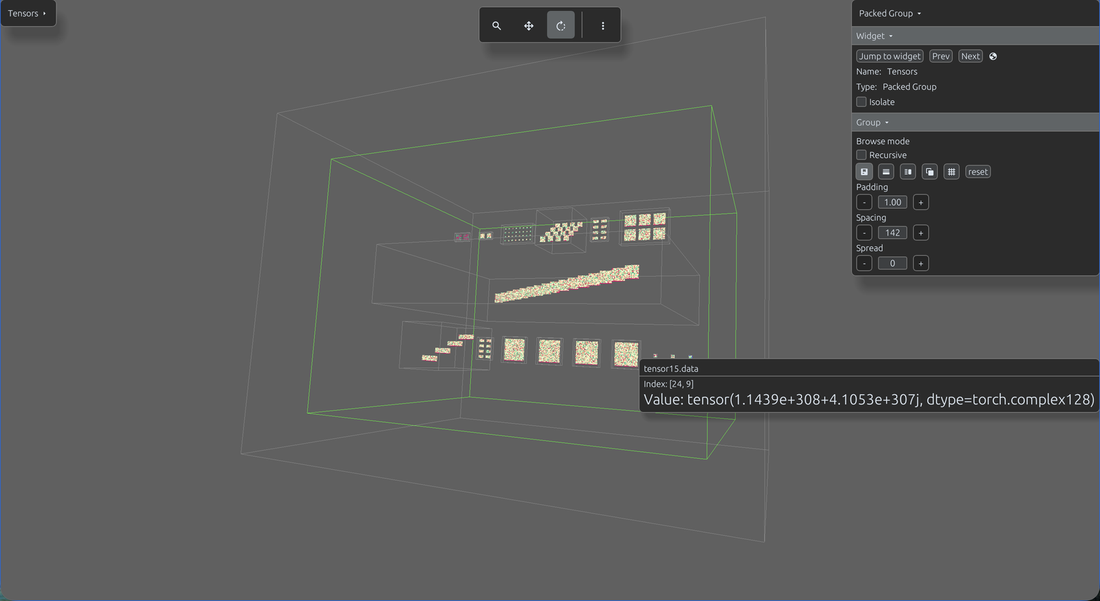 Tensors
Packed Group
Widget
Jump to widget Prev Next
Name: Tensors
Type: Packed Group
Isolate
Group
Browse mode
Recursive
reset
Padding
- 1.00 +
Spacing
- 142 +
Spread
- 0 +
tensor15.data
Index: [24, 9]
Value: tensor(1.1439e+308+4.1053e+307j, dtype=torch.complex128)